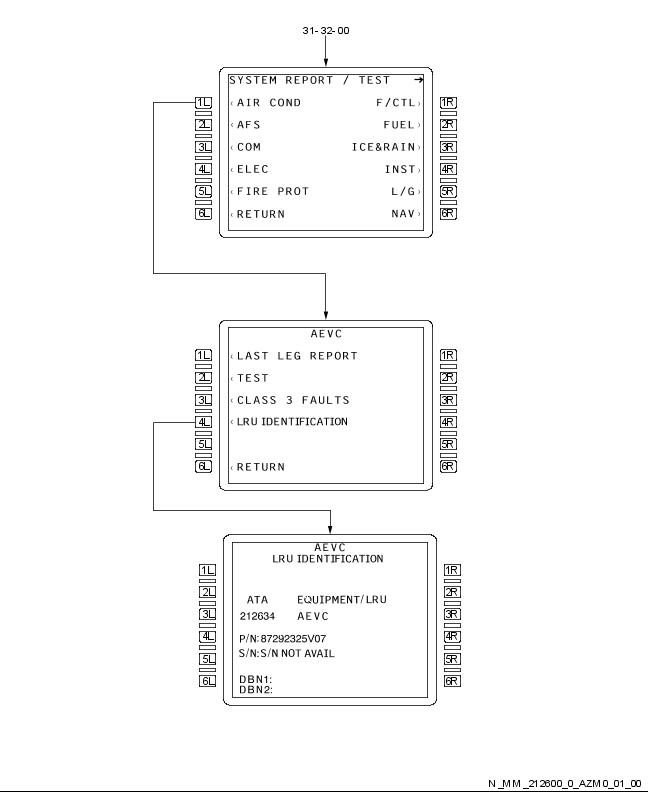 31-32-00
SYSTEM REPORT / TEST →
1L ‹AIR COND F/CTL› 1R
2L ‹AFS FUEL› 2R
3L ‹COM ICE&RAIN› 3R
4L ‹ELEC INST› 4R
5L ‹FIRE PROT L/G› 5R
6L ‹RETURN NAV› 6R
AEVC
1L ‹LAST LEG REPORT 1R
2L ‹TEST 2R
3L ‹CLASS 3 FAULTS 3R
4L ‹LRU IDENTIFICATION 4R
5L 5R
6L ‹RETURN 6R
AEVC
LRU IDENTIFICATION
1L 1R
2L 2R
ATA EQUIPMENT/LRU
3L 212634 AEVC 3R
4L P/N:87292325V07 4R
S/N:S/N NOT AVAIL
5L 5R
6L DBN1: 6R
DBN2:
N_MM_212600_0_AZM0_01_00